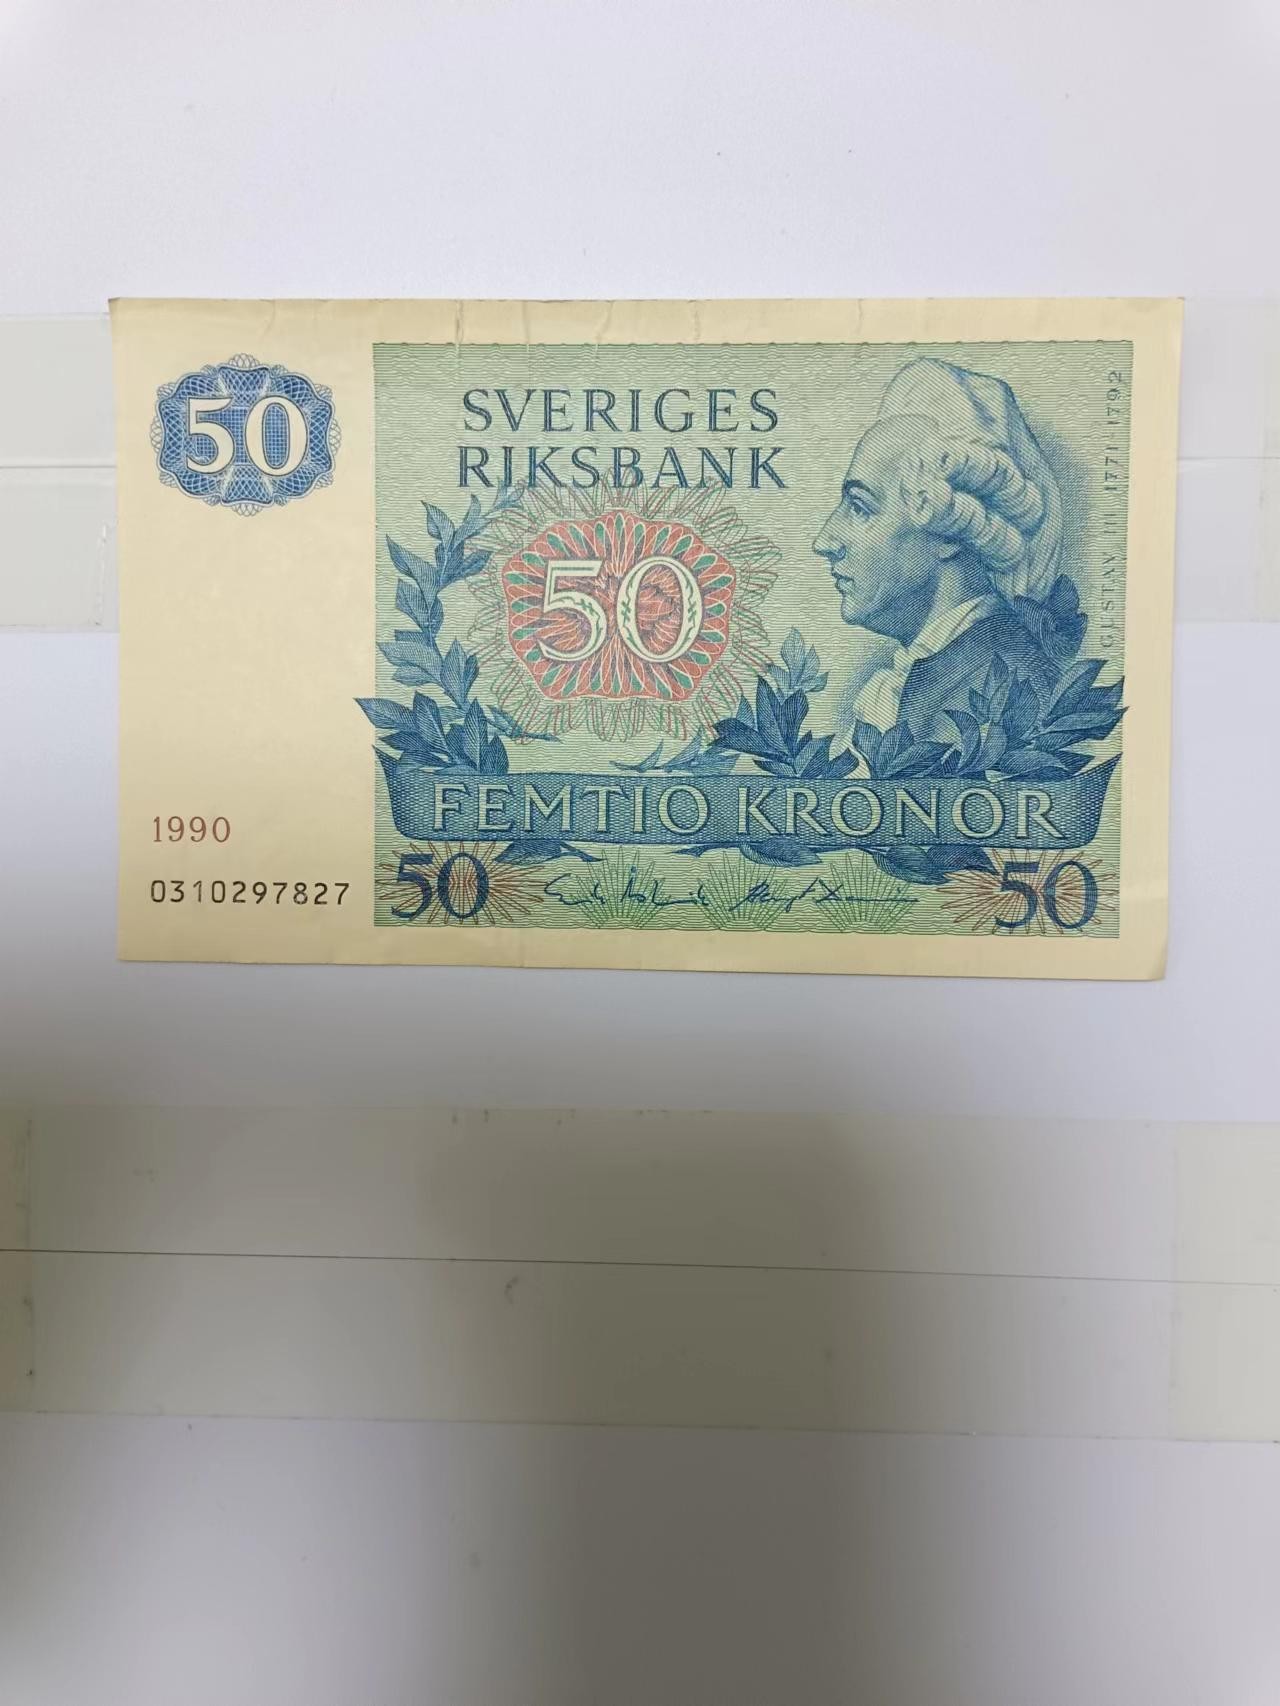 50
SVERIGES
RIKSBANK
50
GUSTAV III 1771-1792
FEMTIO KRONOR
1990
0310297827
50
50